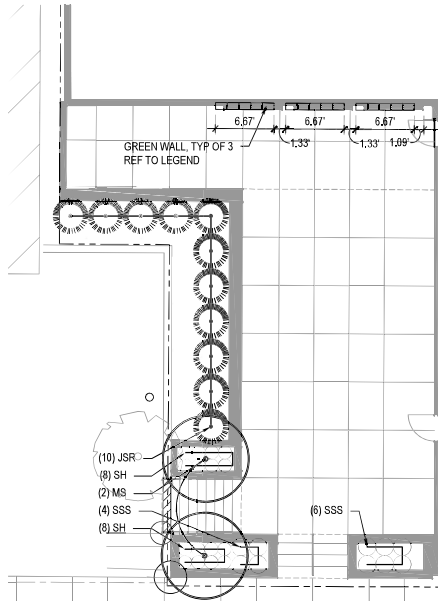 6.67' 6.67' 6.67'
GREEN WALL, TYP OF 3
REF TO LEGEND
1.33' 1.33' 1.09'
(10) JSR
(8) SH
(2) MS
(4) SSS
(8) SH
(6) SSS